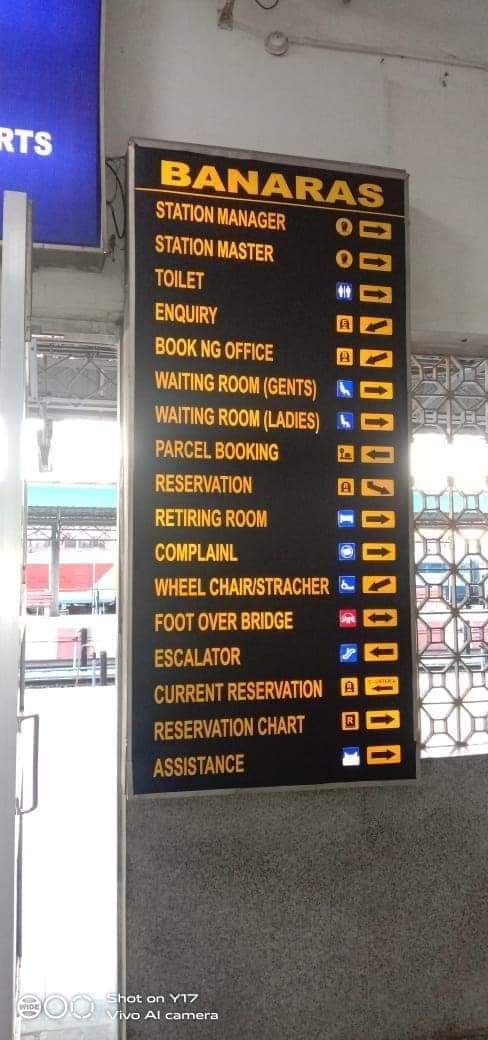 RTS
BANARAS
STATION MANAGER
STATION MASTER
TOILET
ENQUIRY
BOOK NG OFFICE
WAITING ROOM (GENTS)
WAITING ROOM (LADIES)
PARCEL BOOKING
RESERVATION
RETIRING ROOM
COMPLAINL
WHEEL CHAIR/STRACHER
FOOT OVER BRIDGE
ESCALATOR
CURRENT RESERVATION
RESERVATION CHART R
ASSISTANCE
WIDE
Shot on Y17
Vivo AI camera